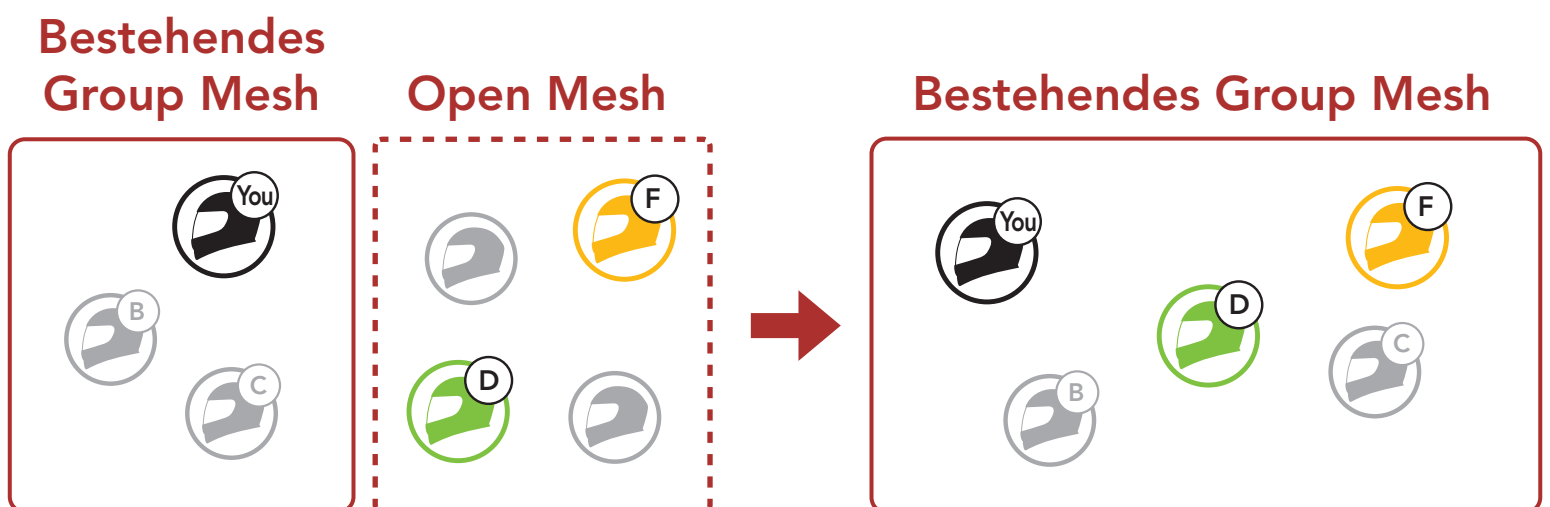 Bestehendes
Group Mesh
You
B
C
Open Mesh
F
D
Bestehendes Group Mesh
You
F
D
C
B